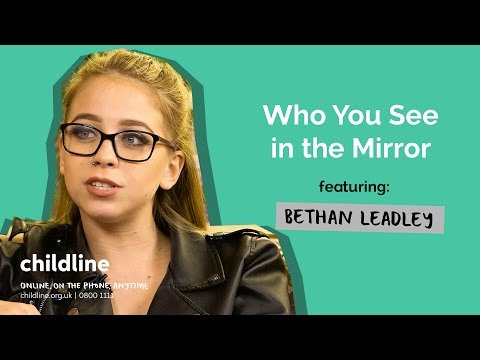 Who You See
in the Mirror
featuring:
BETHAN LEADLEY
childline
ONLINE, ON THE PHONE, ANYTIME
childline.org.uk | 0800 1111